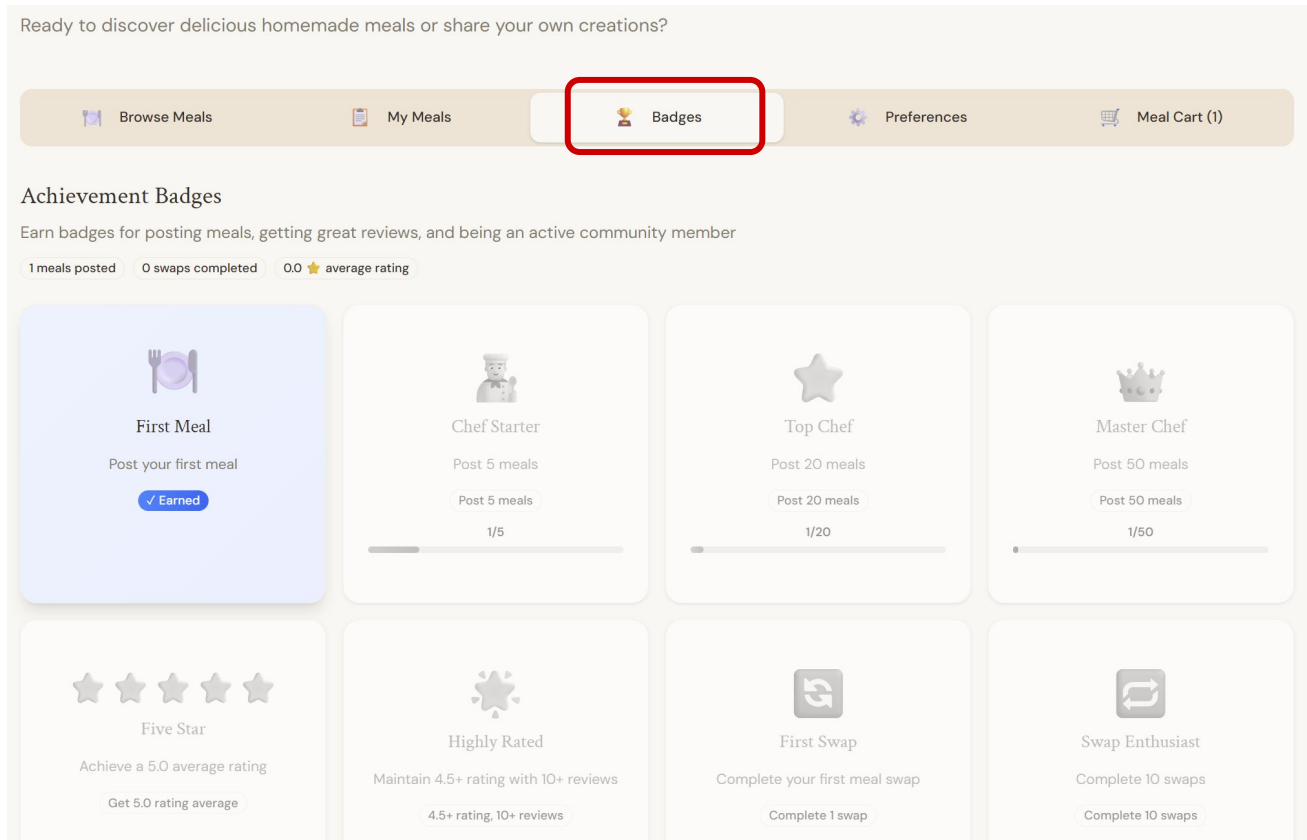 Ready to discover delicious homemade meals or share your own creations?
Browse Meals
My Meals
Badges
Preferences
Meal Cart (1)
Achievement Badges
Earn badges for posting meals, getting great reviews, and being an active community member
1 meals posted
0 swaps completed
0.0 ⭐ average rating
First Meal
Post your first meal
✓ Earned
Chef Starter
Post 5 meals
Post 5 meals
1/5
Top Chef
Post 20 meals
Post 20 meals
1/20
Master Chef
Post 50 meals
Post 50 meals
1/50
Five Star
Achieve a 5.0 average rating
Get 5.0 rating average
Highly Rated
Maintain 4.5+ rating with 10+ reviews
4.5+ rating, 10+ reviews
First Swap
Complete your first meal swap
Complete 1 swap
Swap Enthusiast
Complete 10 swaps
Complete 10 swaps